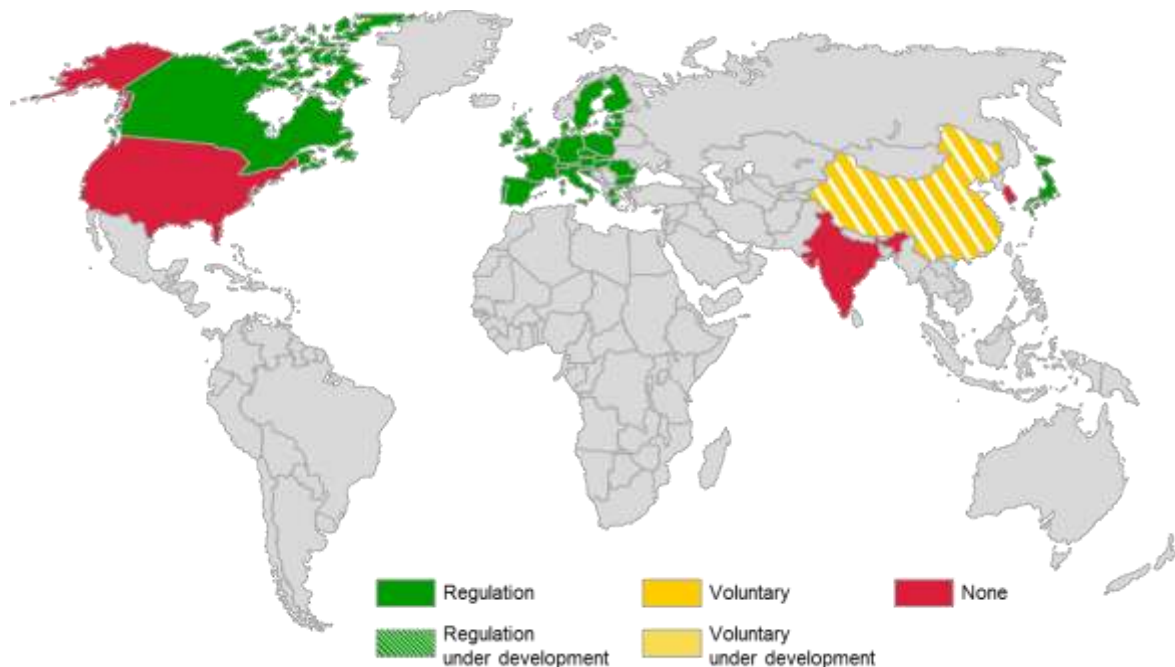 Regulation
Voluntary
None
Regulation
under development
Voluntary
under development